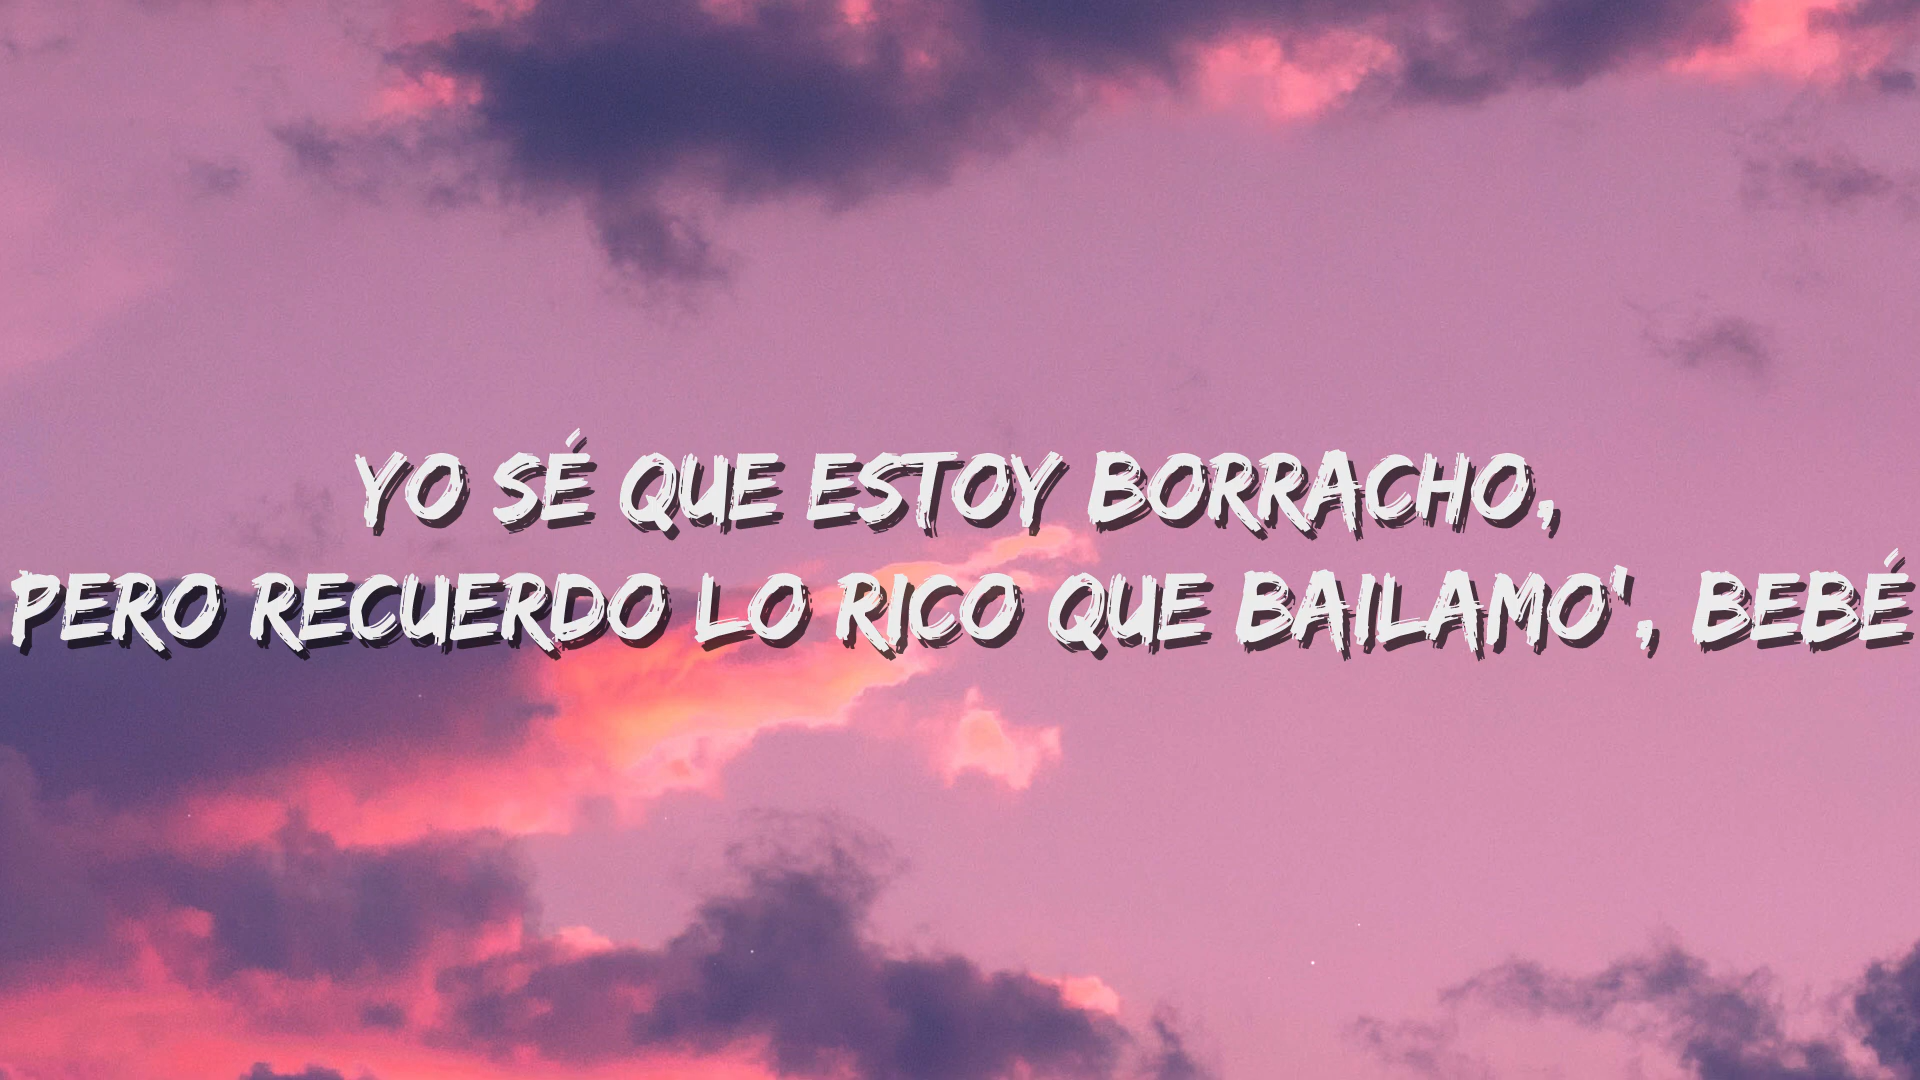 YO SÉ QUE ESTOY BORRACHO,
PERO RECUERDO LO RICO QUE BAILAMO', BEBÉ